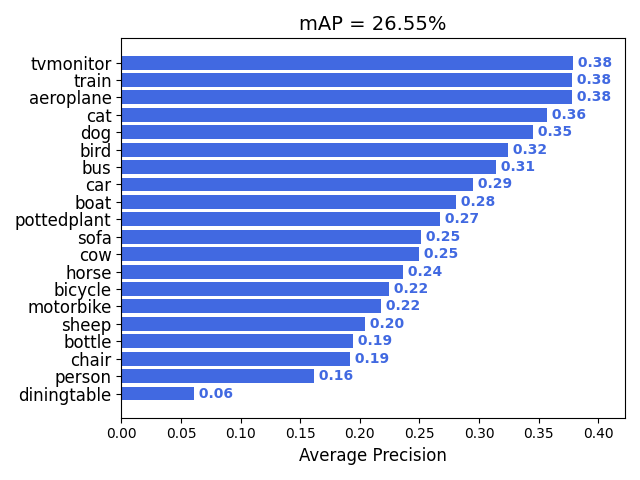 mAP = 26.55%
tvmonitor 0.38
train 0.38
aeroplane 0.38
cat 0.36
dog 0.35
bird 0.32
bus 0.31
car 0.29
boat 0.28
pottedplant 0.27
sofa 0.25
cow 0.25
horse 0.24
bicycle 0.22
motorbike 0.22
sheep 0.20
bottle 0.19
chair 0.19
person 0.16
diningtable 0.06
0.00 0.05 0.10 0.15 0.20 0.25 0.30 0.35 0.40
Average Precision